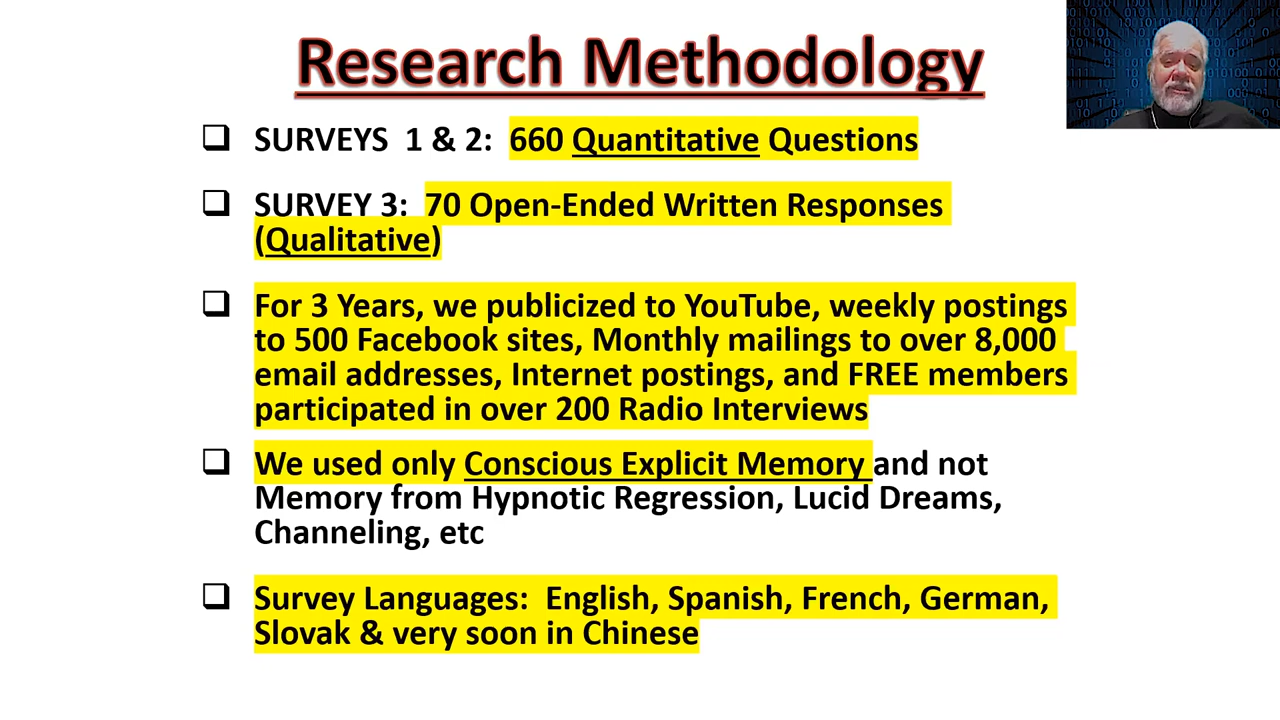 Research Methodology
❑ SURVEYS 1 & 2: 660 Quantitative Questions
❑ SURVEY 3: 70 Open-Ended Written Responses
(Qualitative)
❑ For 3 Years, we publicized to YouTube, weekly postings
to 500 Facebook sites, Monthly mailings to over 8,000
email addresses, Internet postings, and FREE members
participated in over 200 Radio Interviews
❑ We used only Conscious Explicit Memory and not
Memory from Hypnotic Regression, Lucid Dreams,
Channeling, etc
❑ Survey Languages: English, Spanish, French, German,
Slovak & very soon in Chinese